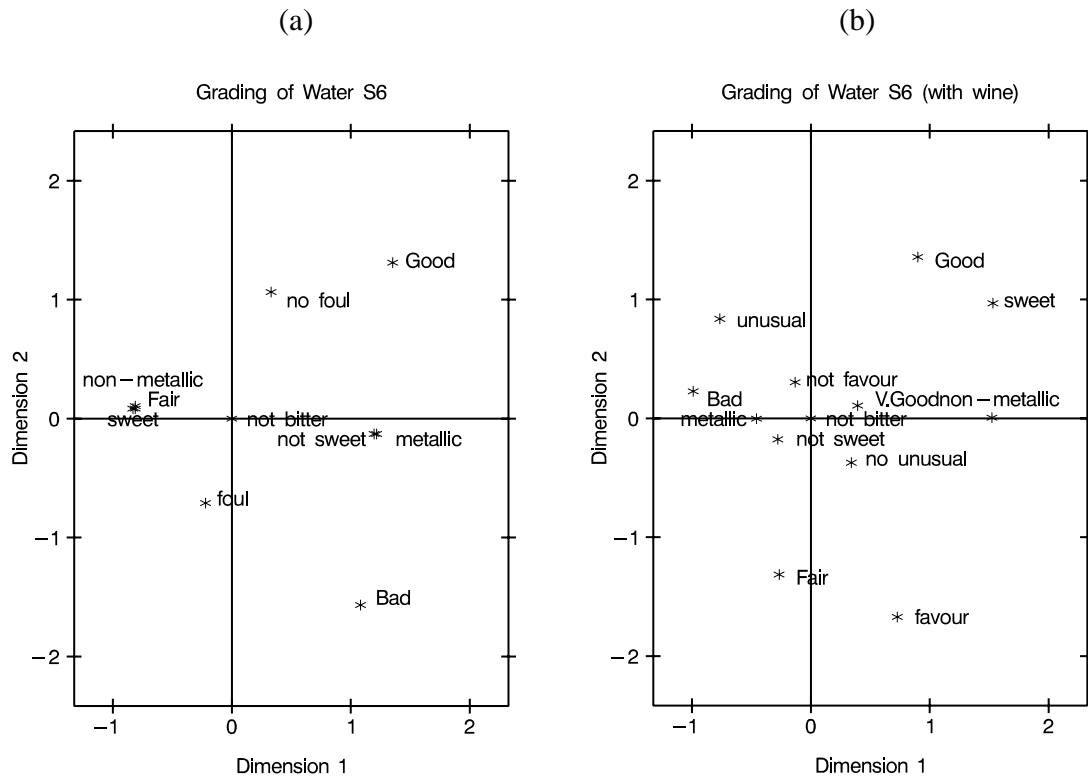 (a)
Grading of Water S6
2
1
0
−1
−2
Dimension 2
Good
no foul
non−metallic
Fair
sweet
not bitter
not sweet
metallic
foul
Bad
−1
0
1
2
Dimension 1
(b)
Grading of Water S6 (with wine)
2
1
0
−1
−2
Dimension 2
Good
sweet
unusual
not favour
Bad
V.Good
non−metallic
metallic
not bitter
not sweet
no unusual
Fair
favour
−1
0
1
2
Dimension 1